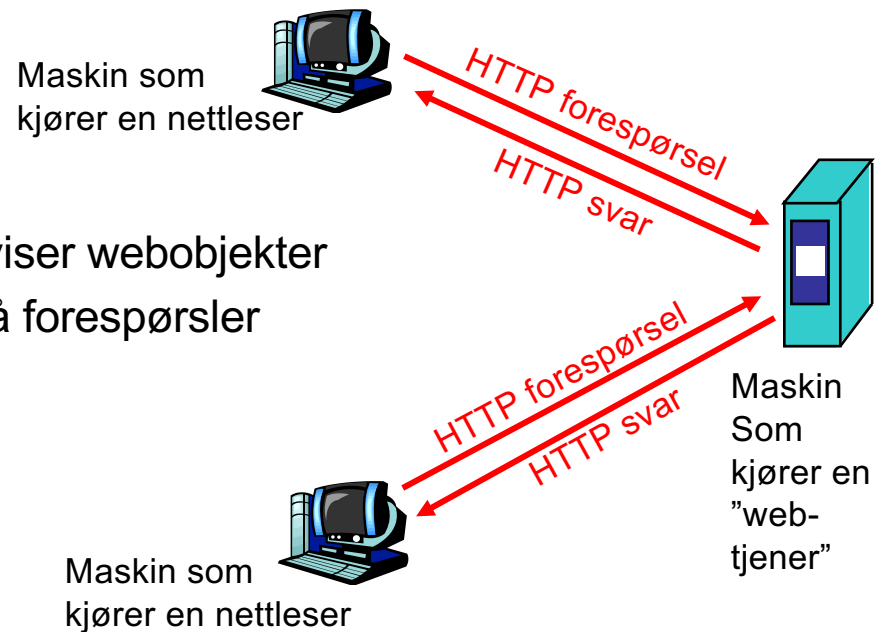 Maskin som
kjører en nettleser
HTTP forespørsel
HTTP svar
viser webobjekter
å forespørsler
HTTP forespørsel
HTTP svar
Maskin
Som
kjører en
”web-
tjener”
Maskin som
kjører en nettleser